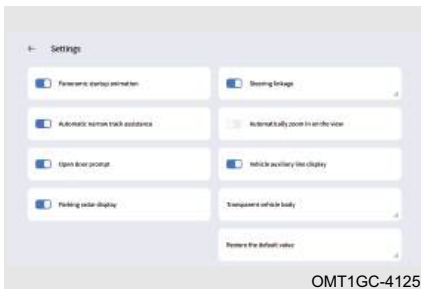 ← Settings
Panoramic startup animation
Steering linkage
Automatic narrow track assistance
Automatically zoom in on the view
Open door prompt
Vehicle auxiliary line display
Parking radar display
Transparent vehicle body
Restore the default value
OMT1GC-4125